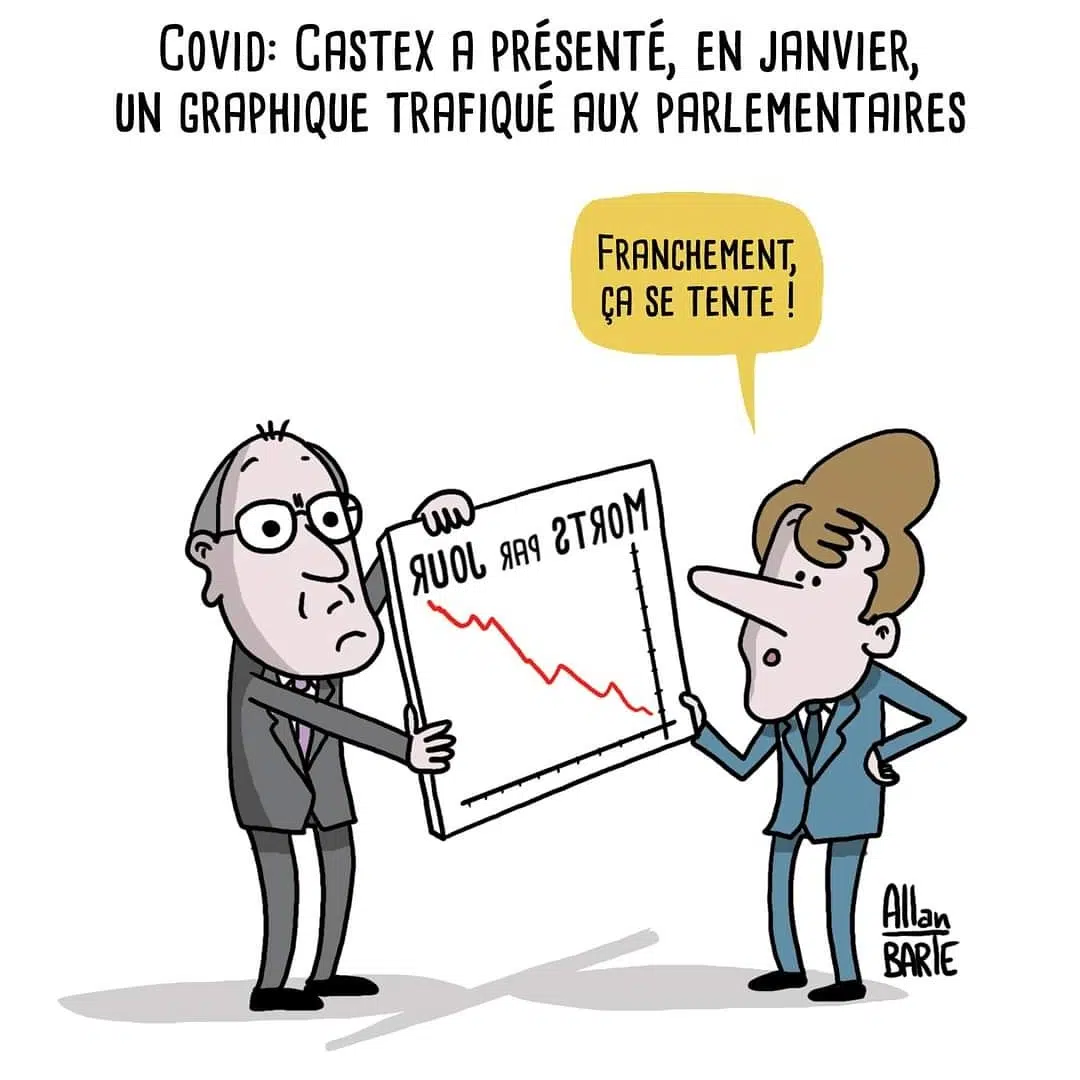 COVID: CASTEX A PRÉSENTÉ, EN JANVIER,
UN GRAPHIQUE TRAFIQUÉ AUX PARLEMENTAIRES
FRANCHEMENT,
ÇA SE TENTE !
MORTS PAR JOUR
Allan
BARTE